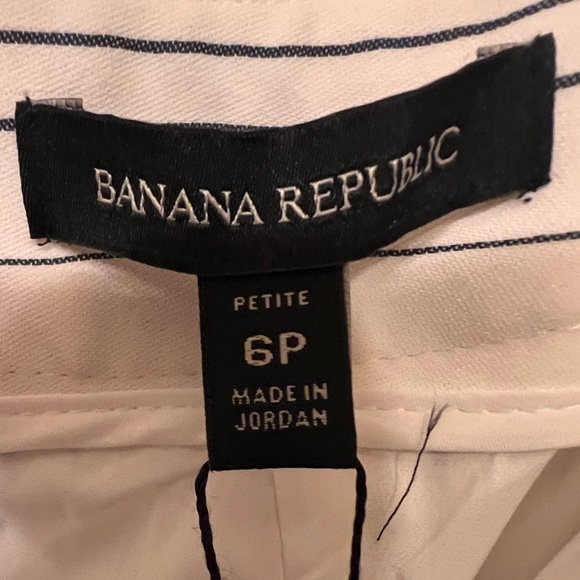 BANANA REPUBLIC
PETITE
6P
MADE IN
JORDAN